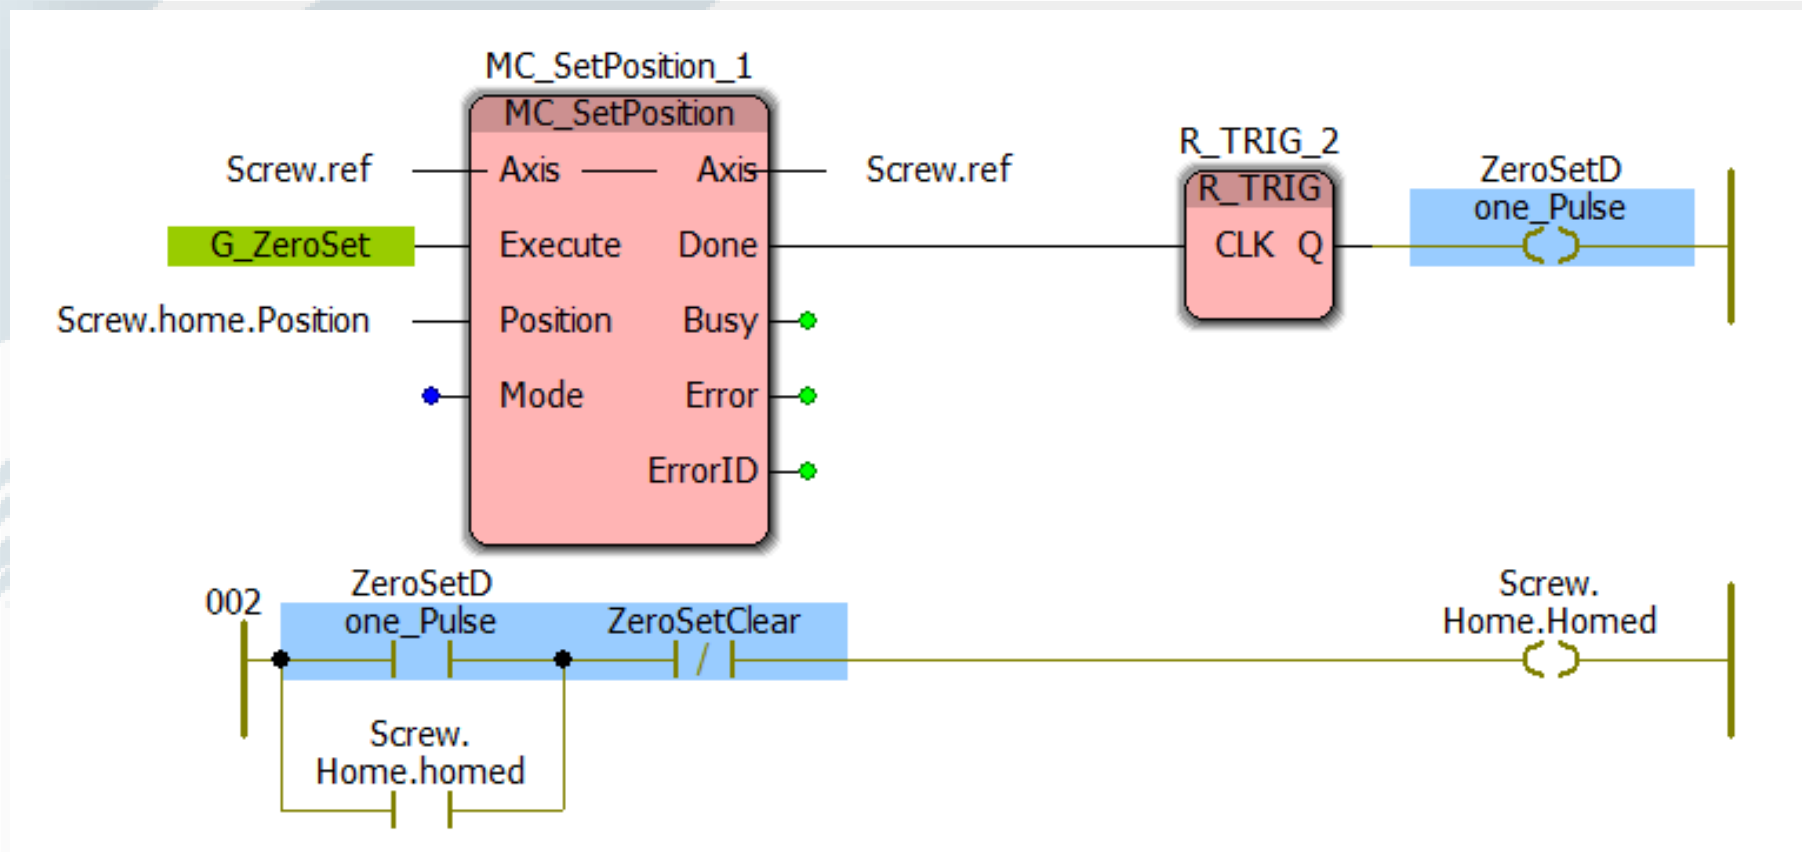 MC_SetPosition_1
MC_SetPosition
Screw.ref Axis Axis Screw.ref
G_ZeroSet Execute Done
Screw.home.Position Position Busy
Mode Error
ErrorID
R_TRIG_2
R_TRIG
CLK Q
ZeroSetD
one_Pulse
002
ZeroSetD
one_Pulse
ZeroSetClear
Screw.
Home.Homed
Screw.
Home.homed